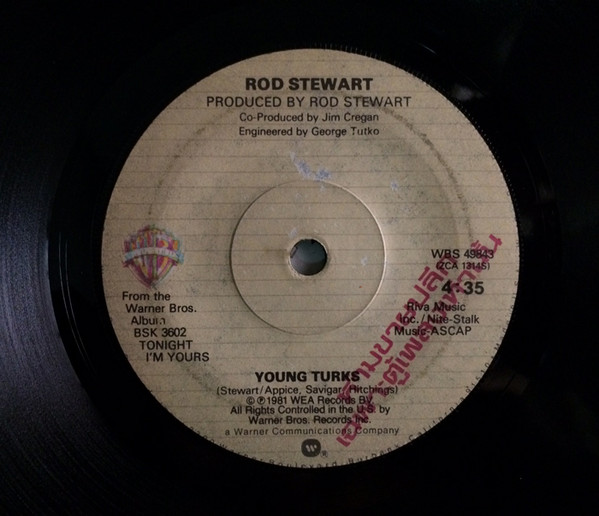 ROD STEWART
PRODUCED BY ROD STEWART
Co-Produced by Jim Cregan
Engineered by George Tutko
WBS 49843
(ZCA 1314S)
4:35
Riva Music
Inc./Nite-Stalk
Music-ASCAP
From the
Warner Bros.
Album
BSK 3602
TONIGHT
I'M YOURS
YOUNG TURKS
(Stewart/Appice, Savigar/Hitchings)
©℗1981 WEA Records BV.
All Rights Controlled in the U.S. by
Warner Bros. Records Inc.
a Warner Communications Company
®
Boulevard